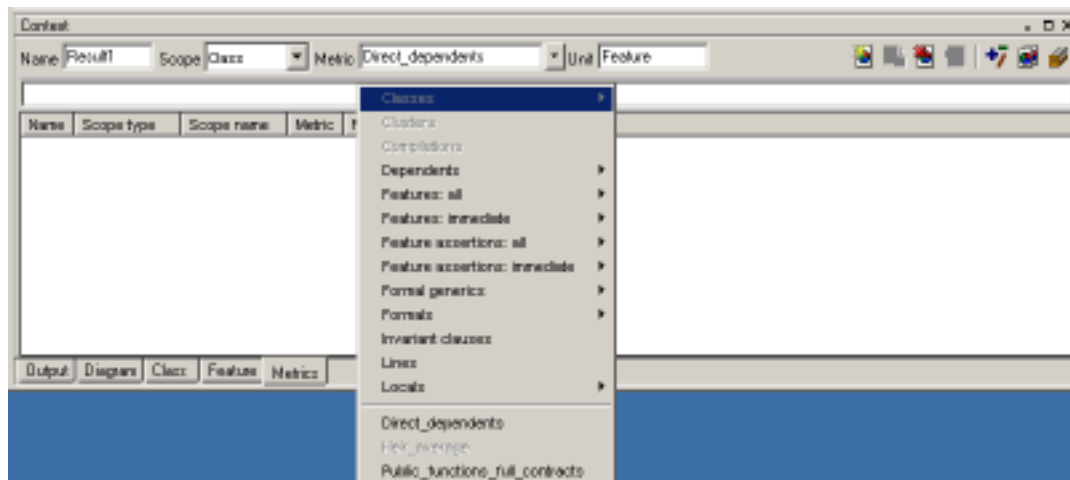 Context
Name Result1 Scope Class Metric Direct_dependents Unit Feature
Name Scope type Scope name Metric
Classes
Clusters
Compilations
Dependents
Features: all
Features: immediate
Feature assertions: all
Feature assertions: immediate
Formal generics
Formals
Invariant clauses
Lines
Locals
Direct_dependents
Heir_average
Public_functions_full_contracts
Output Diagram Class Feature Metrics